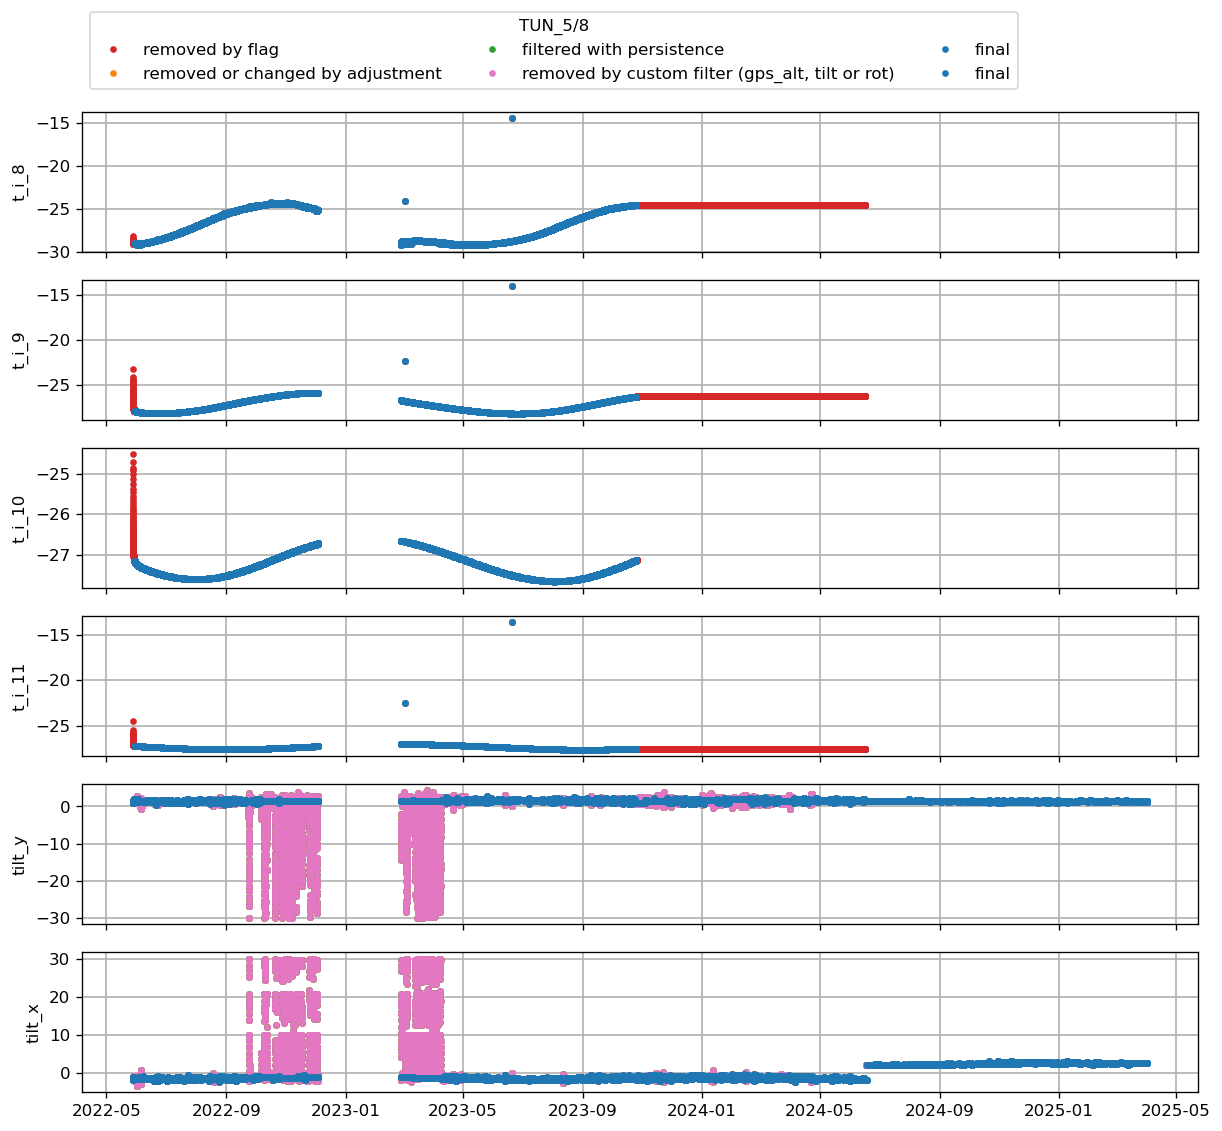 TUN_5/8
removed by flag
removed or changed by adjustment
filtered with persistence
removed by custom filter (gps_alt, tilt or rot)
final
final
t_i_8
−15
−20
−25
−30
t_i_9
−15
−20
−25
t_i_10
−25
−26
−27
t_i_11
−15
−20
−25
tilt_y
0
−10
−20
−30
tilt_x
30
20
10
0
2022-05 2022-09 2023-01 2023-05 2023-09 2024-01 2024-05 2024-09 2025-01 2025-05